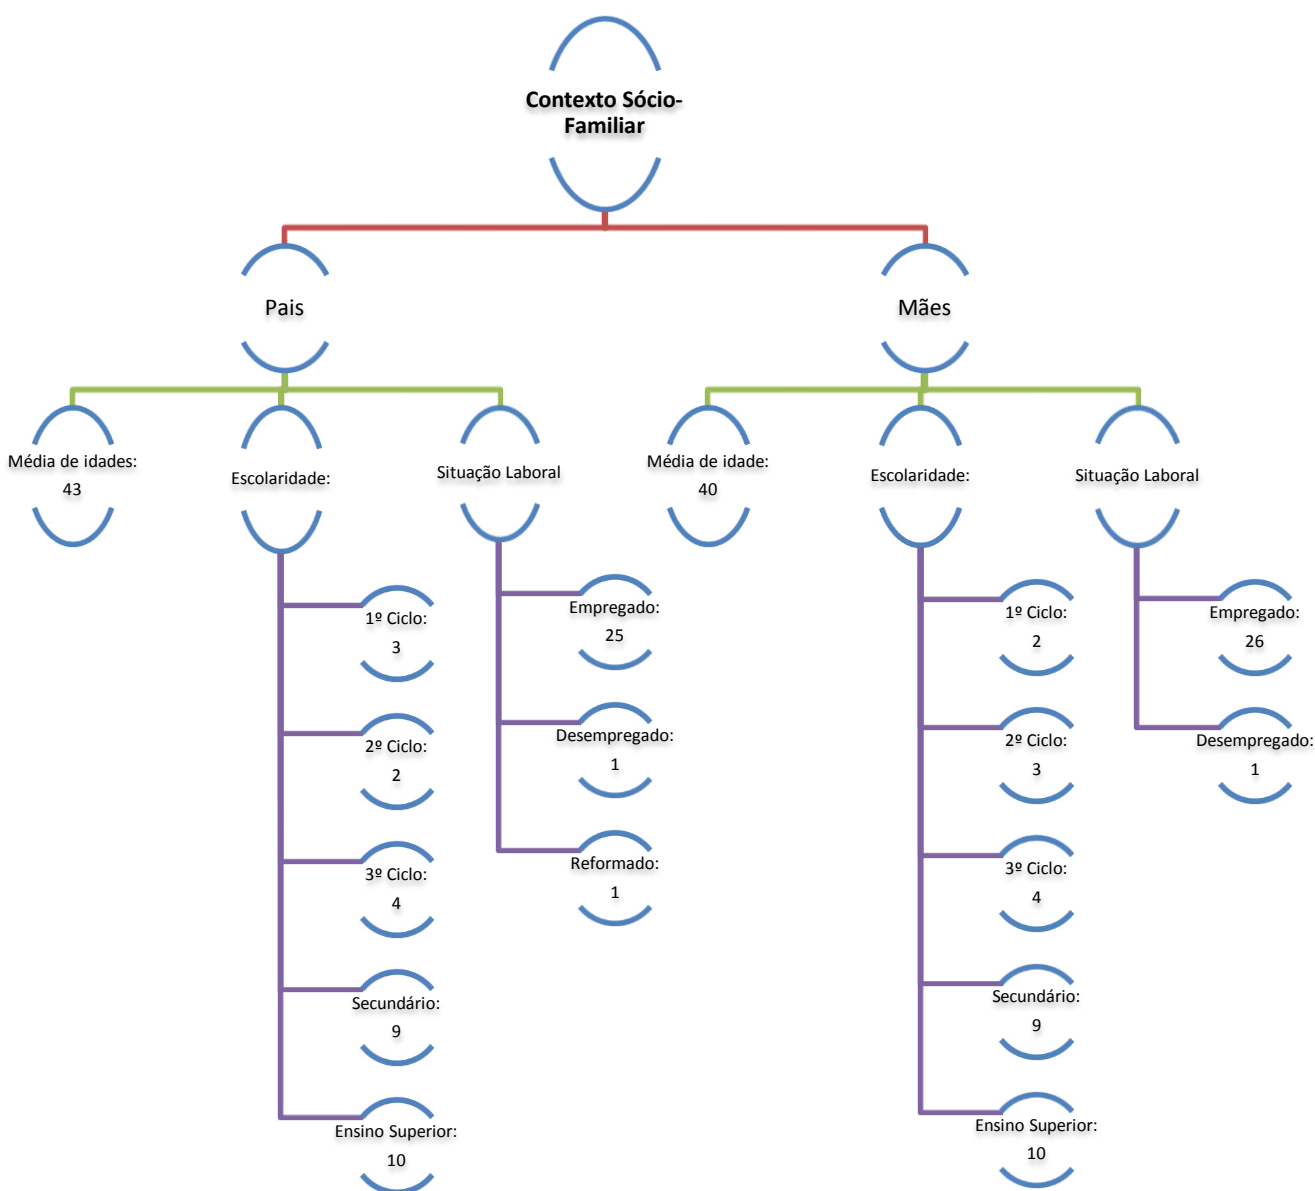 Contexto Sócio-
Familiar
Pais
Mães
Média de idades:
43
Escolaridade:
Situação Laboral
Média de idade:
40
Escolaridade:
Situação Laboral
1º Ciclo:
3
2º Ciclo:
2
3º Ciclo:
4
Secundário:
9
Ensino Superior:
10
Empregado:
25
Desempregado:
1
Reformado:
1
1º Ciclo:
2
2º Ciclo:
3
3º Ciclo:
4
Secundário:
9
Ensino Superior:
10
Empregado:
26
Desempregado:
1